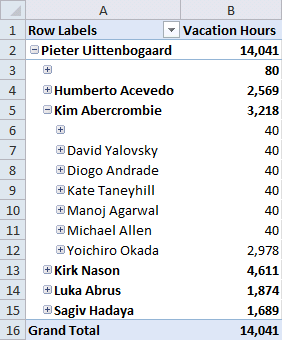 A B
1 Row Labels Vacation Hours
2 Pieter Uittenbogaard 14,041
3 80
4 Humberto Acevedo 2,569
5 Kim Abercrombie 3,218
6 40
7 David Yalovsky 40
8 Diogo Andrade 40
9 Kate Taneyhill 40
10 Manoj Agarwal 40
11 Michael Allen 40
12 Yoichiro Okada 2,978
13 Kirk Nason 4,611
14 Luka Abrus 1,874
15 Sagiv Hadaya 1,689
16 Grand Total 14,041